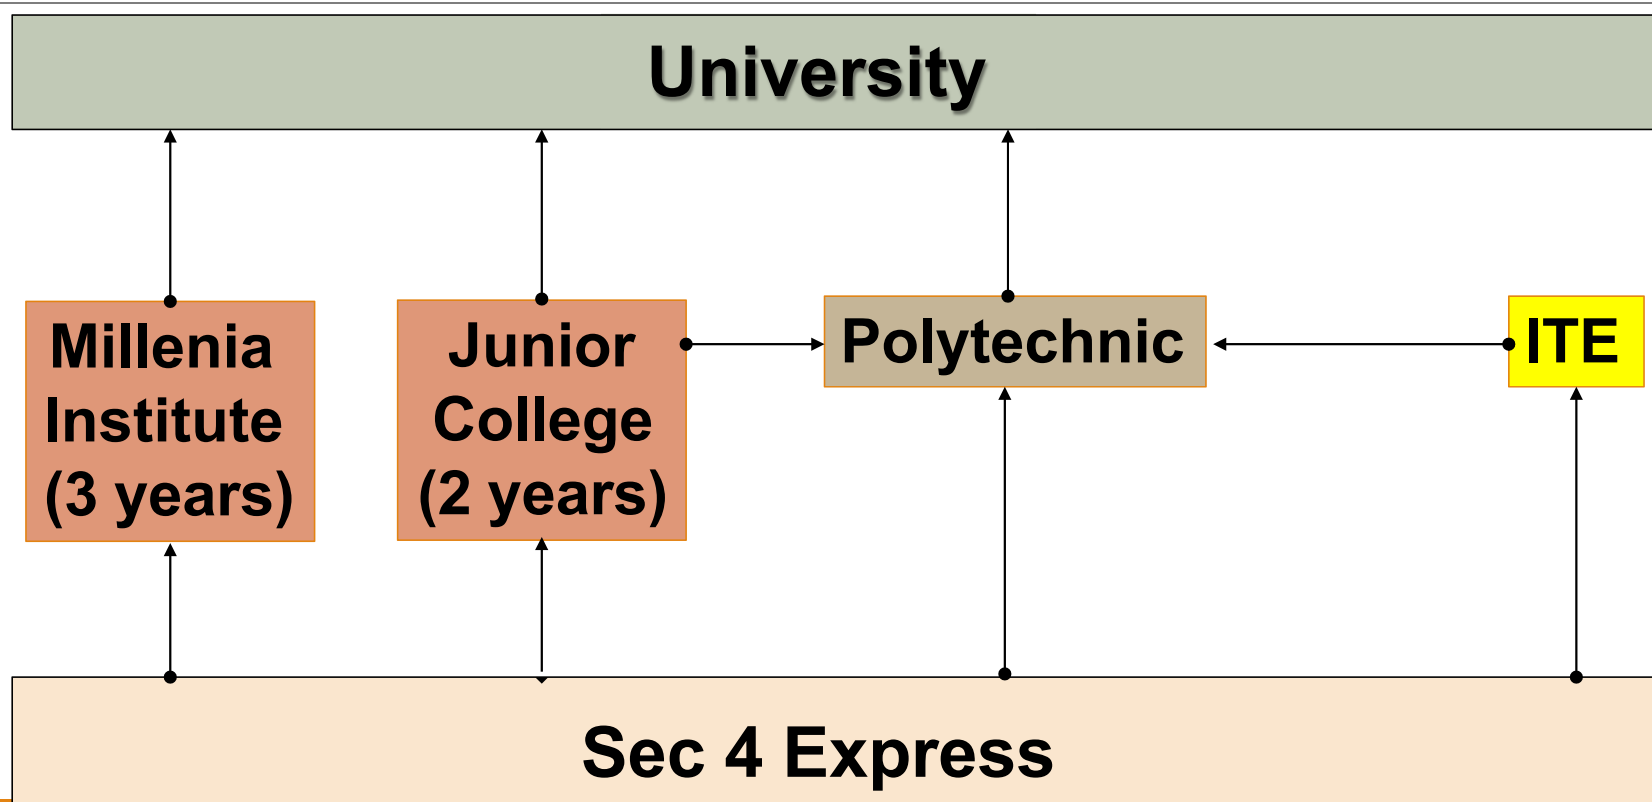 University
Millenia
Institute
(3 years)
Junior
College
(2 years)
Polytechnic
ITE
Sec 4 Express